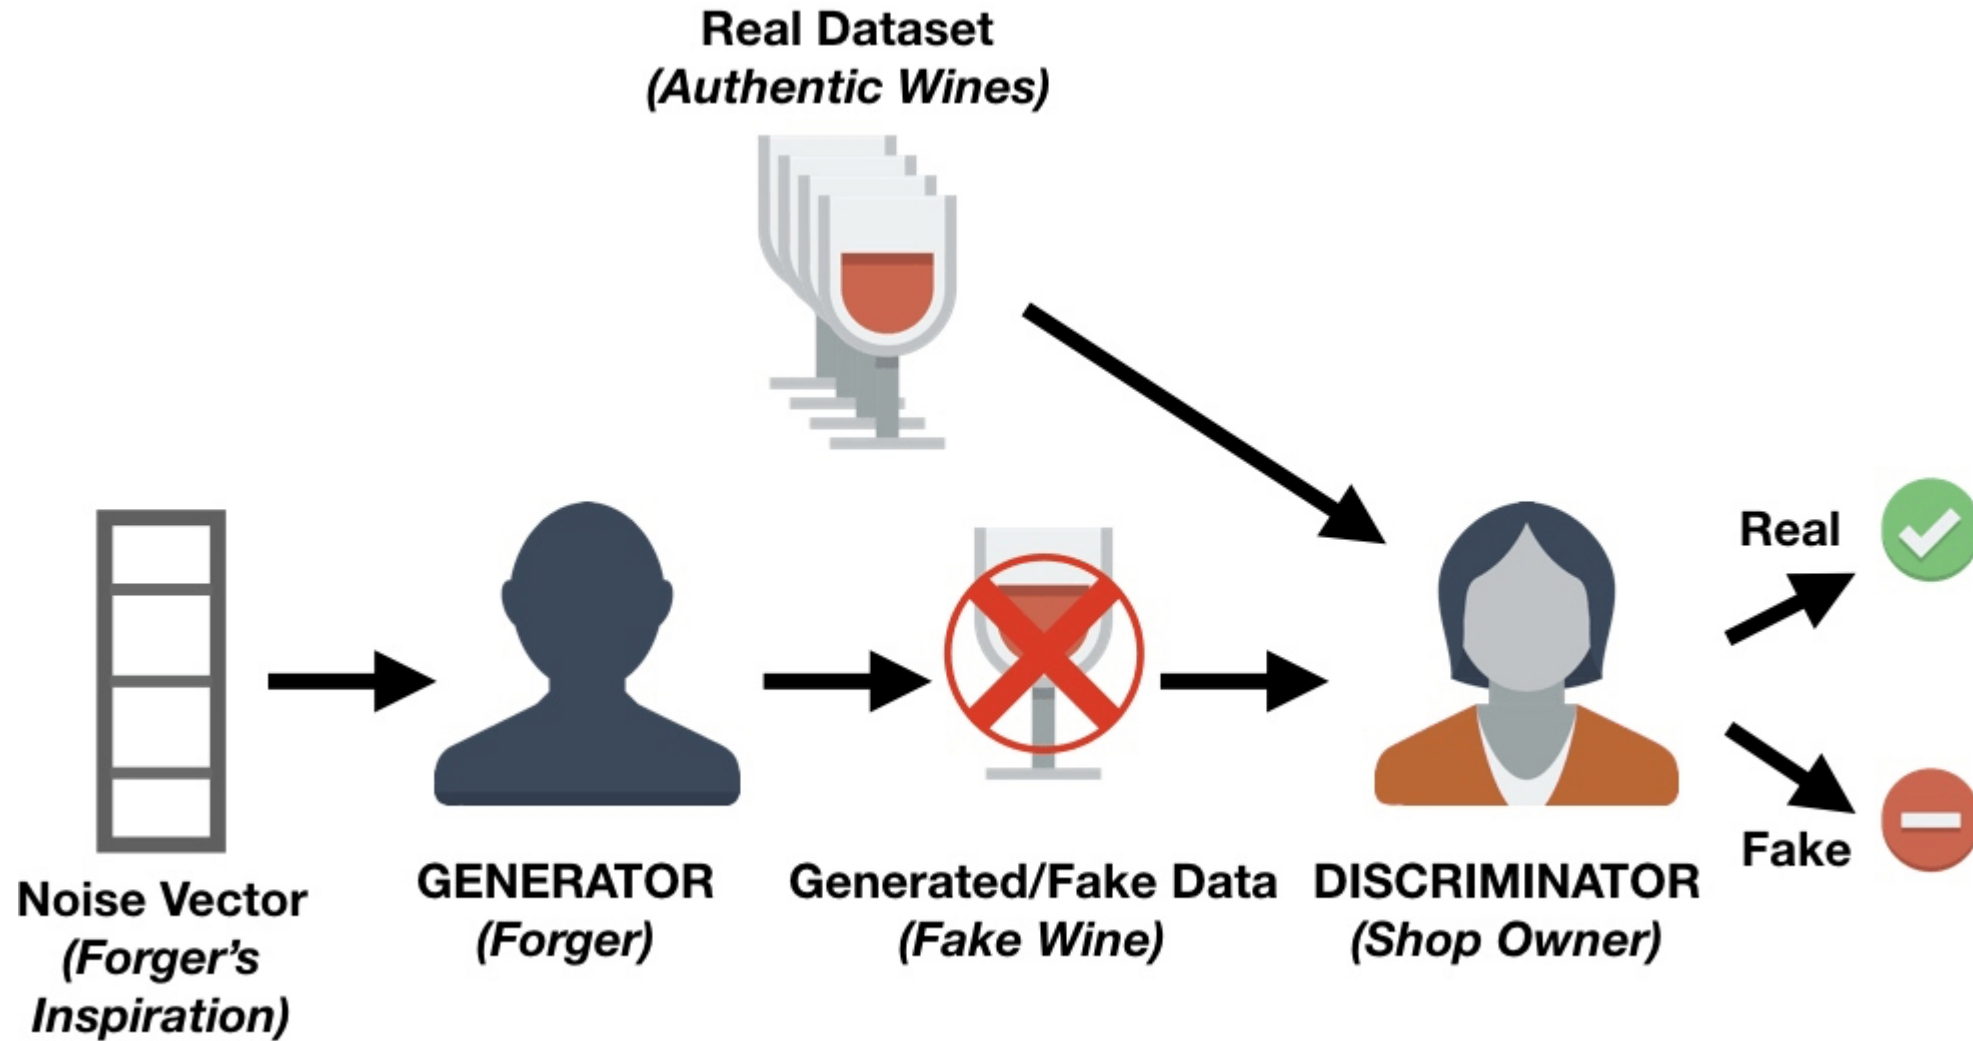 Real Dataset
(Authentic Wines)
Real
Fake
Noise Vector
(Forger’s
Inspiration)
GENERATOR
(Forger)
Generated/Fake Data
(Fake Wine)
DISCRIMINATOR
(Shop Owner)